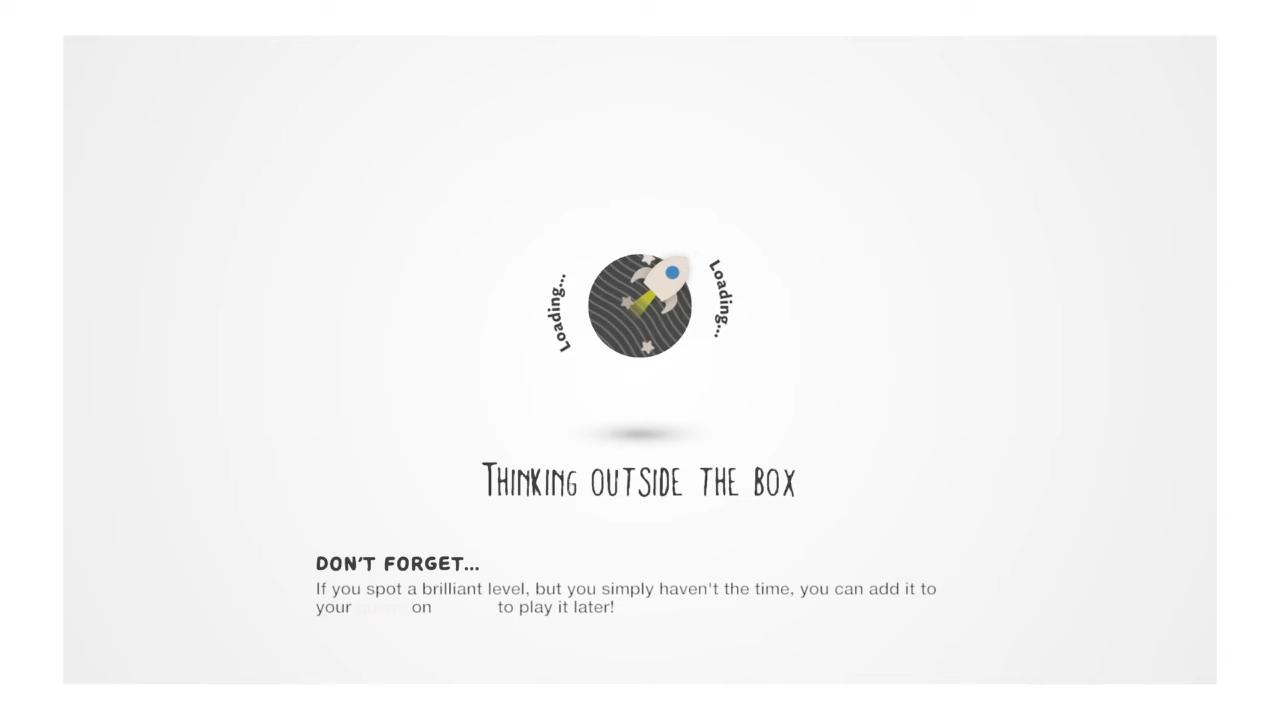 Loading...
Loading...
THINKING OUTSIDE THE BOX
DON'T FORGET...
If you spot a brilliant level, but you simply haven't the time, you can add it to
your queue on to play it later!